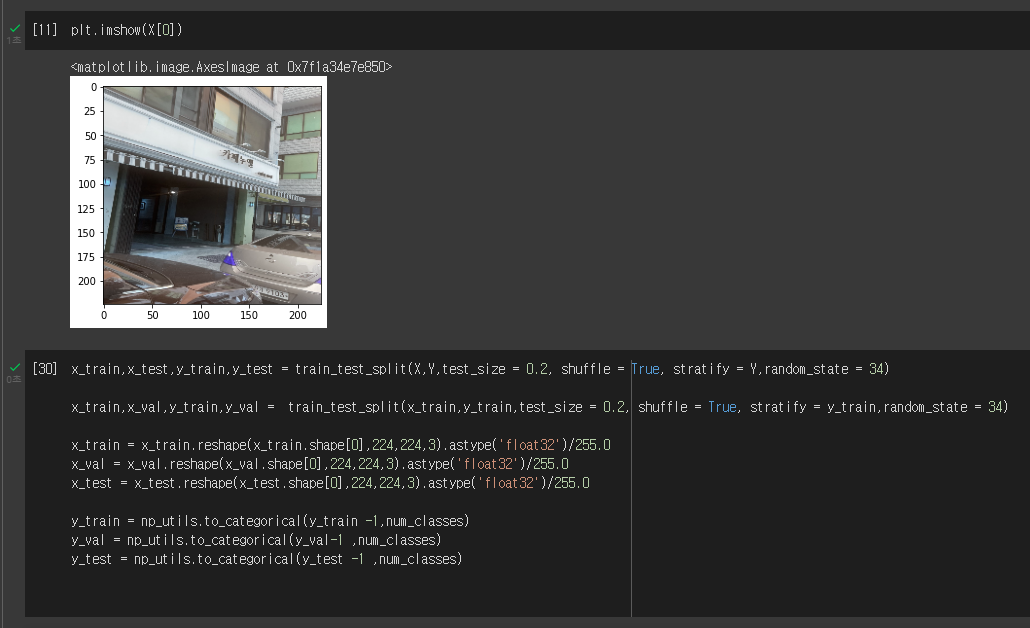 [11] plt.imshow(X[0])
1초
<matplotlib.image.AxesImage at 0x7f1a34e7e850>
0
25
50
75
100
125
150
175
200
0 50 100 150 200
[30] x_train,x_test,y_train,y_test = train_test_split(X,Y,test_size = 0.2, shuffle = True, stratify = Y,random_state = 34)
0초
x_train,x_val,y_train,y_val =  train_test_split(x_train,y_train,test_size = 0.2, shuffle = True, stratify = y_train,random_state = 34)
x_train = x_train.reshape(x_train.shape[0],224,224,3).astype('float32')/255.0
x_val = x_val.reshape(x_val.shape[0],224,224,3).astype('float32')/255.0
x_test = x_test.reshape(x_test.shape[0],224,224,3).astype('float32')/255.0
y_train = np_utils.to_categorical(y_train -1,num_classes)
y_val = np_utils.to_categorical(y_val-1 ,num_classes)
y_test = np_utils.to_categorical(y_test -1 ,num_classes)